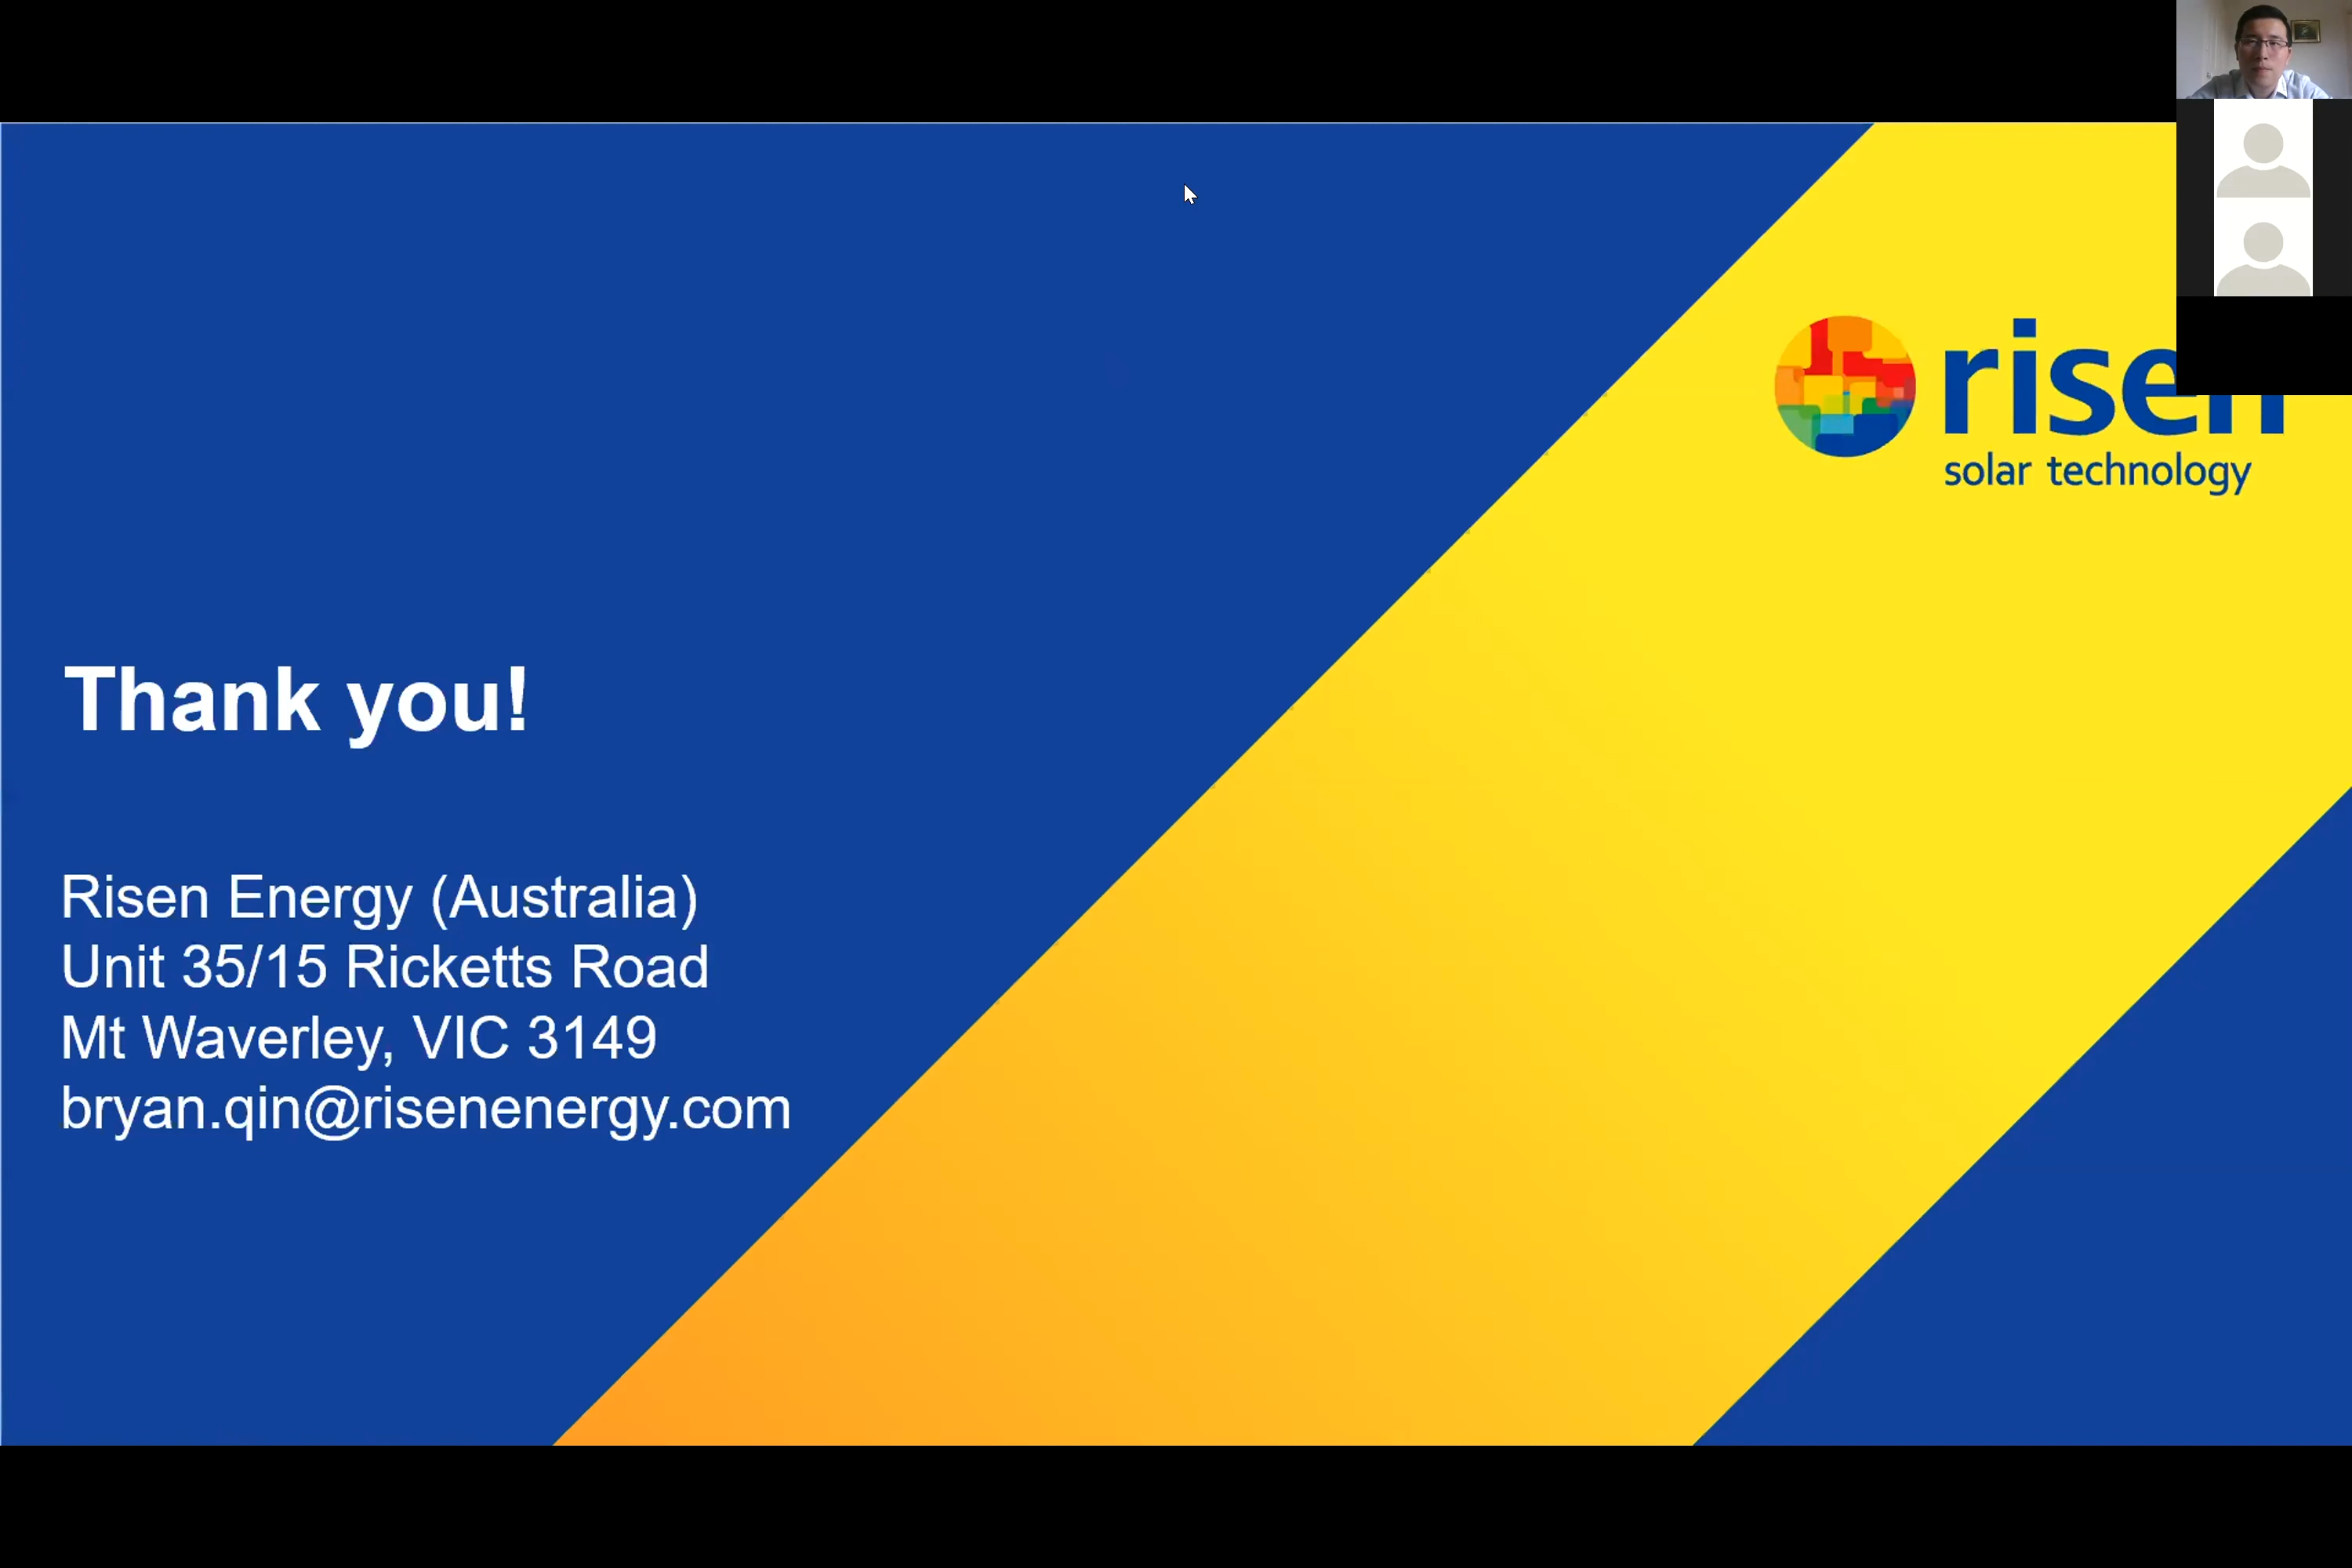 risen
solar technology
Thank you!
Risen Energy (Australia)
Unit 35/15 Ricketts Road
Mt Waverley, VIC 3149
bryan.qin@risenenergy.com